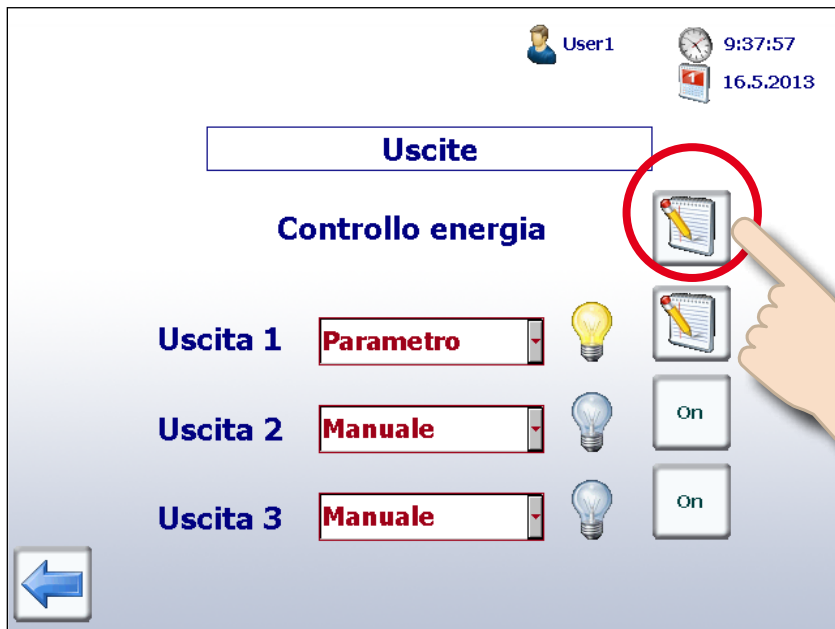 User1
9:37:57
1
16.5.2013
Uscite
Controllo energia
Uscita 1 Parametro
Uscita 2 Manuale On
Uscita 3 Manuale On